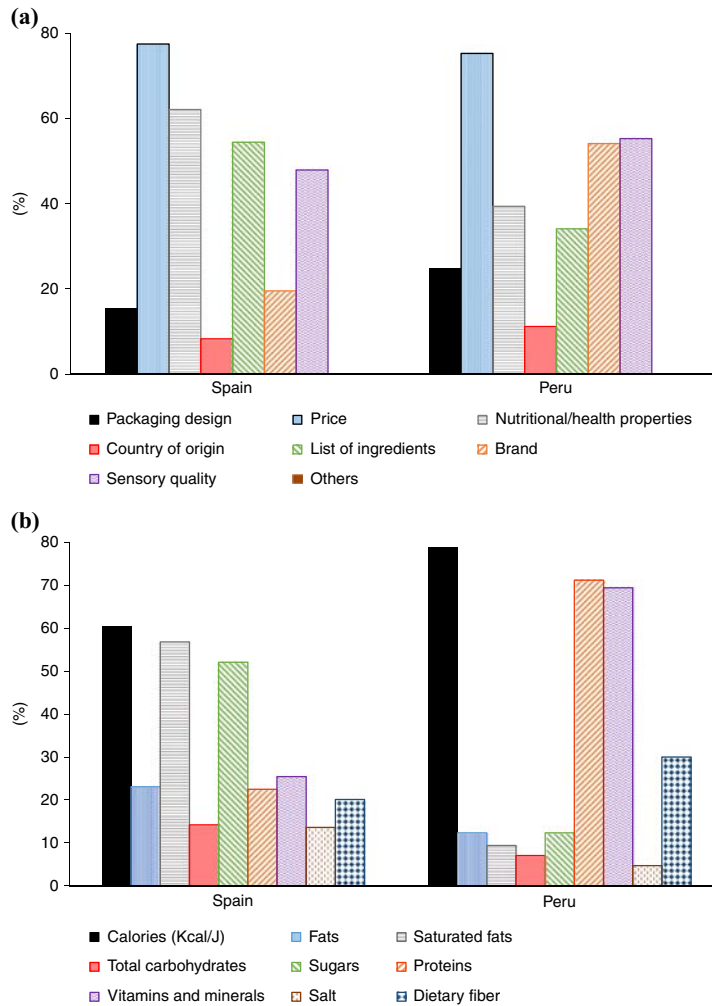 (a)
80
60
40
20
0
(%)
Spain Peru
Packaging design Price Nutritional/health properties
Country of origin List of ingredients Brand
Sensory quality Others
(b)
80
70
60
50
40
30
20
10
0
(%)
Spain Peru
Calories (Kcal/J) Fats Saturated fats
Total carbohydrates Sugars Proteins
Vitamins and minerals Salt Dietary fiber